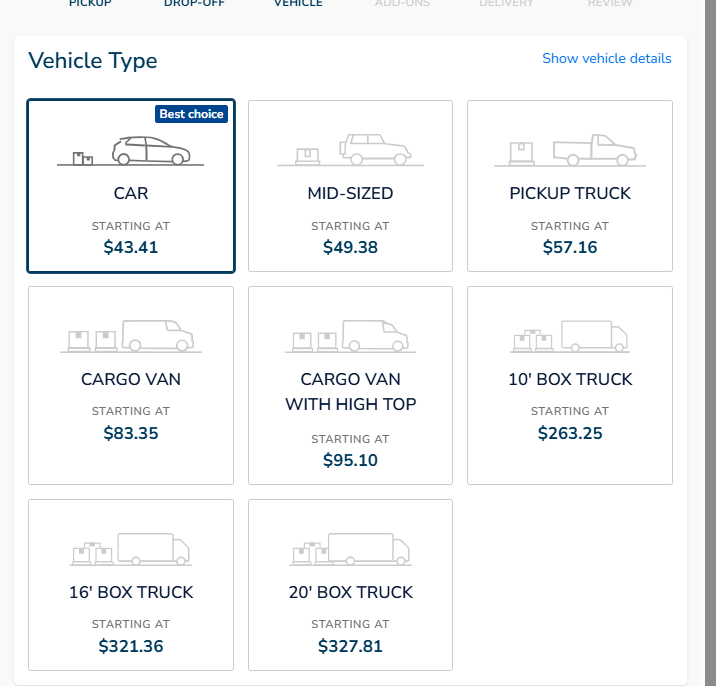 PICKUP DROP-OFF VEHICLE ADD-ONS DELIVERY REVIEW
Vehicle Type
Show vehicle details
Best choice
CAR
STARTING AT
$43.41
MID-SIZED
STARTING AT
$49.38
PICKUP TRUCK
STARTING AT
$57.16
CARGO VAN
STARTING AT
$83.35
CARGO VAN
WITH HIGH TOP
STARTING AT
$95.10
10' BOX TRUCK
STARTING AT
$263.25
16' BOX TRUCK
STARTING AT
$321.36
20' BOX TRUCK
STARTING AT
$327.81